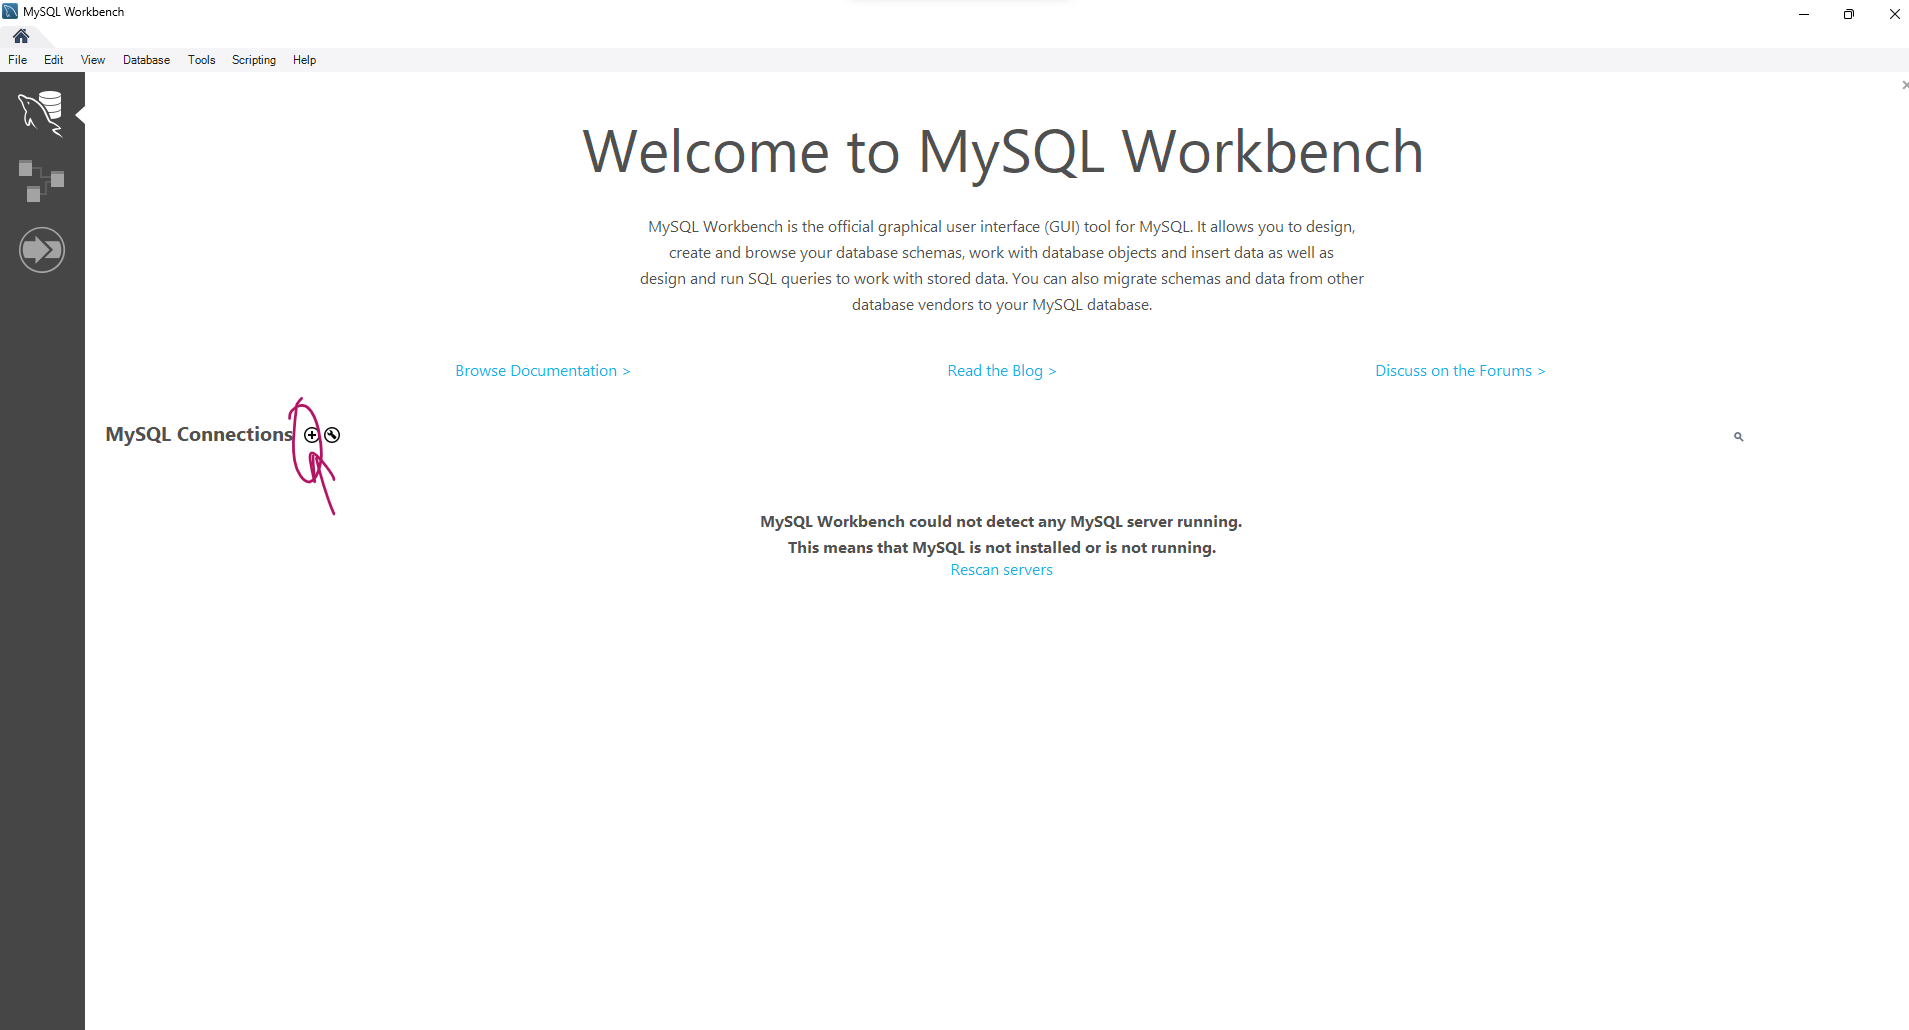 MySQL Workbench
File Edit View Database Tools Scripting Help
Welcome to MySQL Workbench
MySQL Workbench is the official graphical user interface (GUI) tool for MySQL. It allows you to design,
create and browse your database schemas, work with database objects and insert data as well as
design and run SQL queries to work with stored data. You can also migrate schemas and data from other
database vendors to your MySQL database.
Browse Documentation > Read the Blog > Discuss on the Forums >
MySQL Connections
MySQL Workbench could not detect any MySQL server running.
This means that MySQL is not installed or is not running.
Rescan servers